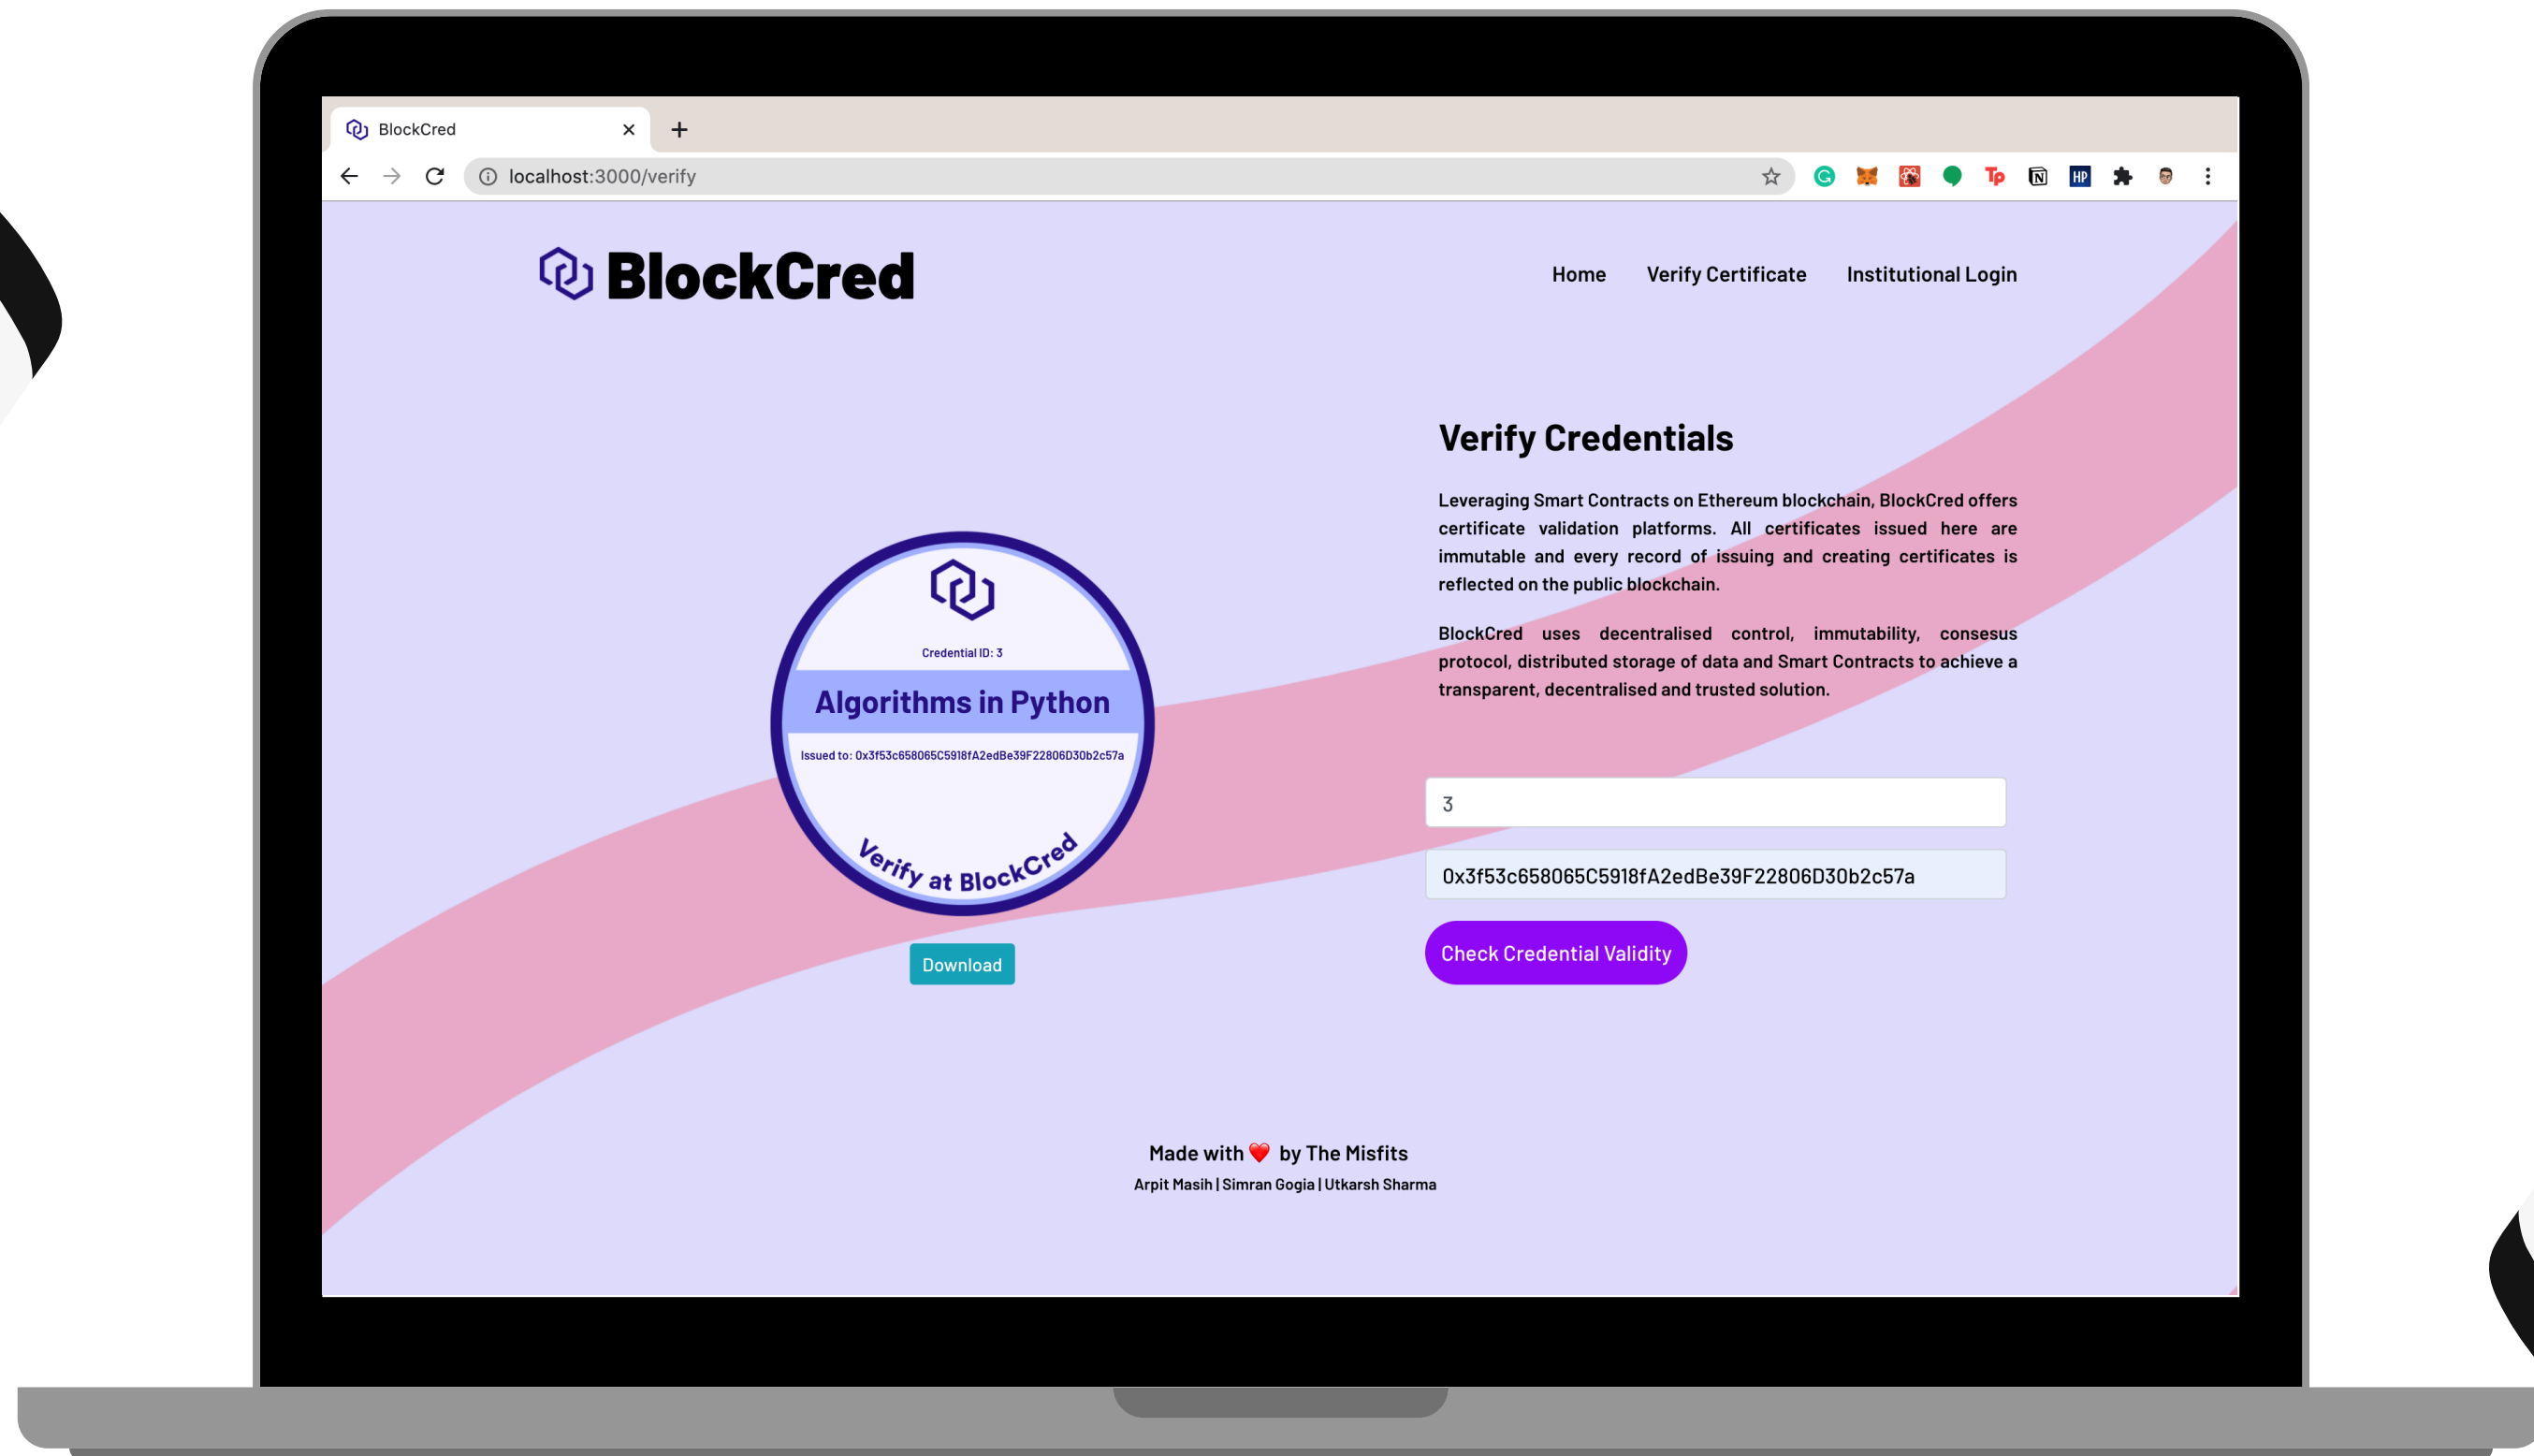 BlockCred
localhost:3000/verify
BlockCred
Home
Verify Certificate
Institutional Login
Credential ID: 3
Algorithms in Python
Issued to: 0x3f53c658065C5918fA2edBe39F22806D30b2c57a
Verify at BlockCred
Download
Verify Credentials
Leveraging Smart Contracts on Ethereum blockchain, BlockCred offers
certificate validation platforms. All certificates issued here are
immutable and every record of issuing and creating certificates is
reflected on the public blockchain.
BlockCred uses decentralised control, immutability, consesus
protocol, distributed storage of data and Smart Contracts to achieve a
transparent, decentralised and trusted solution.
3
0x3f53c658065C5918fA2edBe39F22806D30b2c57a
Check Credential Validity
Made with ❤️ by The Misfits
Arpit Masih | Simran Gogia | Utkarsh Sharma